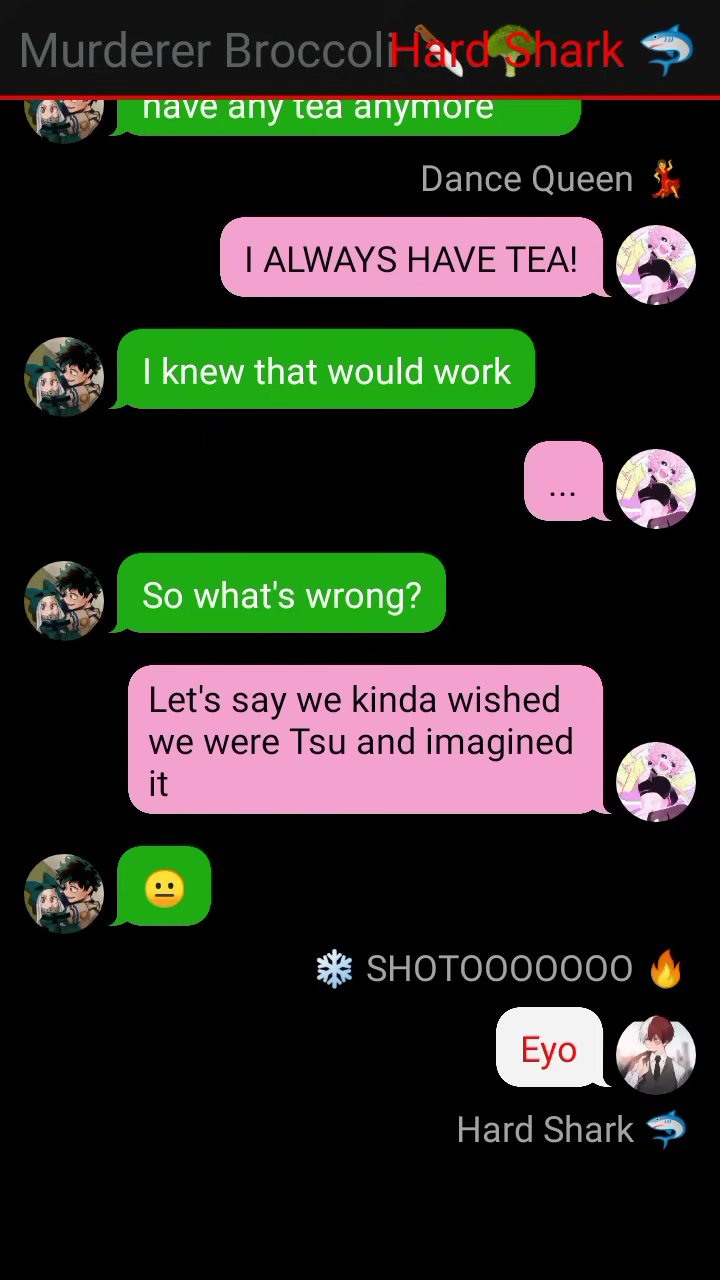 Murderer Broccoli 🔪🥦
Hard Shark 🦈
have any tea anymore
Dance Queen 💃
I ALWAYS HAVE TEA!
I knew that would work
...
So what's wrong?
Let's say we kinda wished
we were Tsu and imagined
it
😐
❄️ SHOTOOOOOOO 🔥
Eyo
Hard Shark 🦈